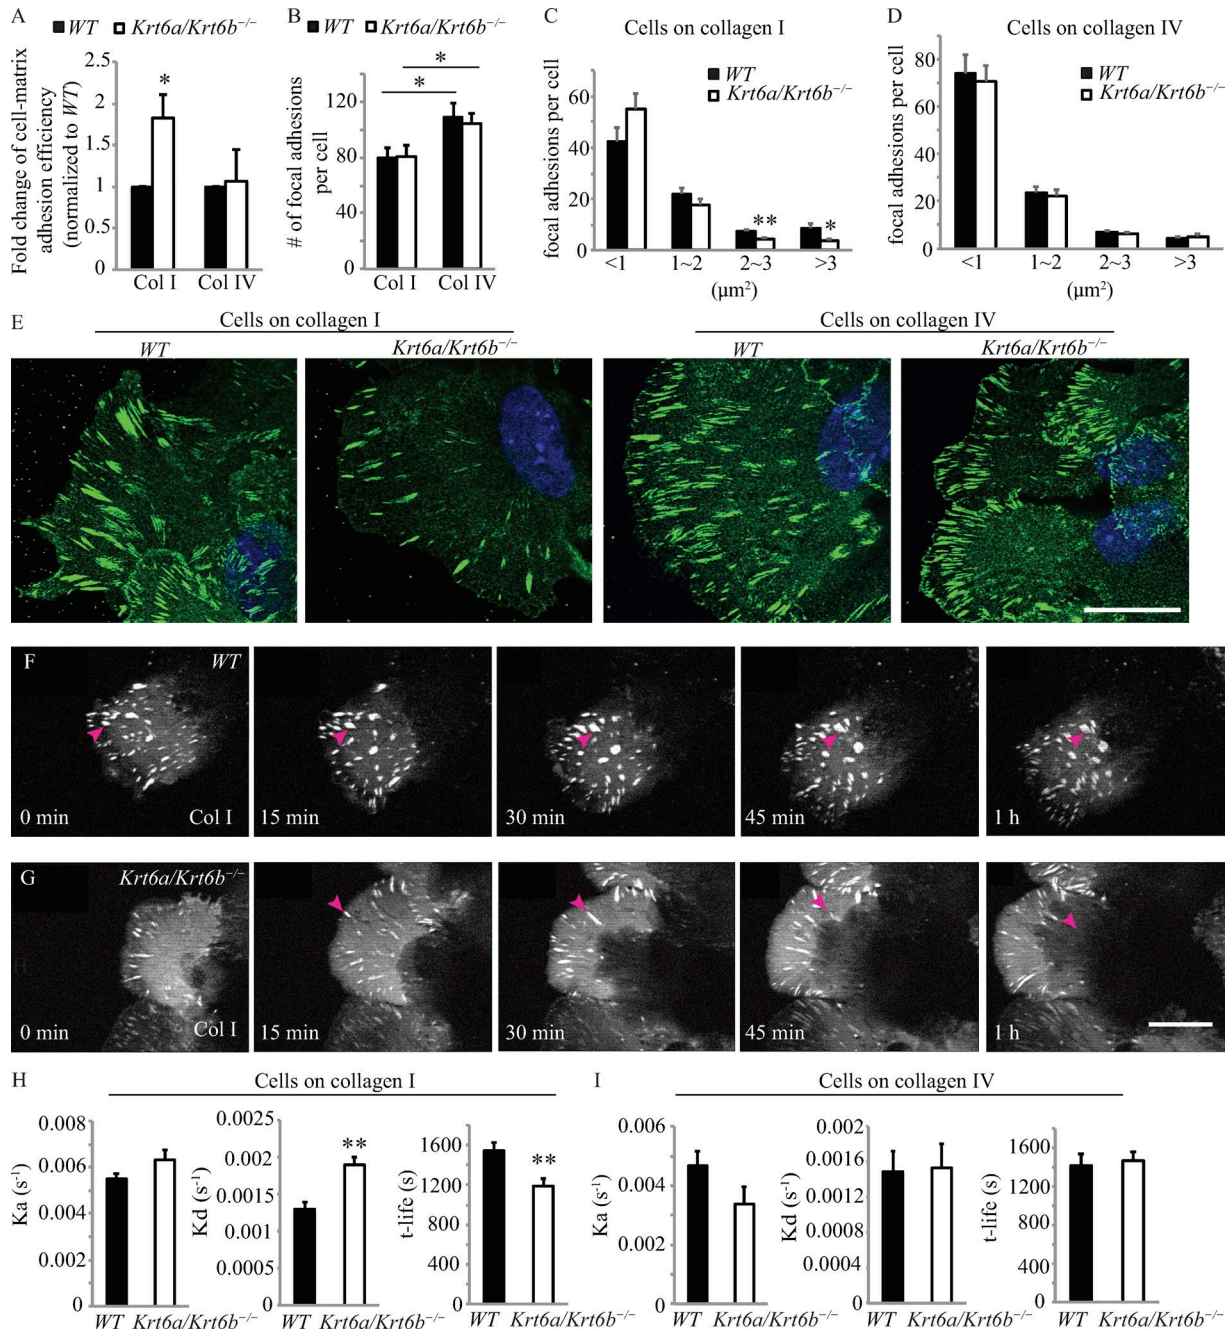 A
WT Krt6a/Krt6b−/−
Fold change of cell-matrix
adhesion efficiency
(normalized to WT)
2.5
2
1.5
1
0.5
0
*
Col I Col IV
B
WT Krt6a/Krt6b−/−
# of focal adhesions
per cell
120
80
40
0
*
*
Col I Col IV
C
Cells on collagen I
WT
Krt6a/Krt6b−/−
focal adhesions per cell
60
40
20
0
** *
<1 1~2 2~3 >3
(µm²)
D
Cells on collagen IV
WT
Krt6a/Krt6b−/−
focal adhesions per cell
80
60
40
20
0
<1 1~2 2~3 >3
(µm²)
E
Cells on collagen I Cells on collagen IV
WT Krt6a/Krt6b−/− WT Krt6a/Krt6b−/−
F WT
0 min Col I 15 min 30 min 45 min 1 h
G Krt6a/Krt6b−/−
H
0 min Col I 15 min 30 min 45 min 1 h
H
Cells on collagen I
Ka (s-1)
0.008
0.006
0.004
0.002
0
WT Krt6a/Krt6b−/−
Kd (s-1)
0.0025
0.002
0.0015
0.001
0.0005
0
**
WT Krt6a/Krt6b−/−
t-life (s)
1600
1200
800
400
0
**
WT Krt6a/Krt6b−/−
I
Cells on collagen IV
Ka (s-1)
0.006
0.004
0.002
0
WT Krt6a/Krt6b−/−
Kd (s-1)
0.002
0.0016
0.0012
0.0008
0.0004
0
WT Krt6a/Krt6b−/−
t-life (s)
1600
1200
800
400
0
WT Krt6a/Krt6b−/−